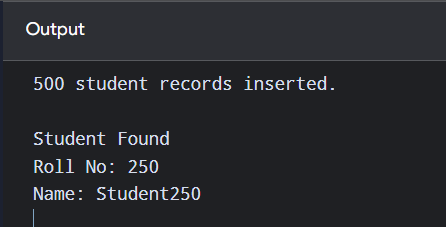 Output
500 student records inserted.
Student Found
Roll No: 250
Name: Student250